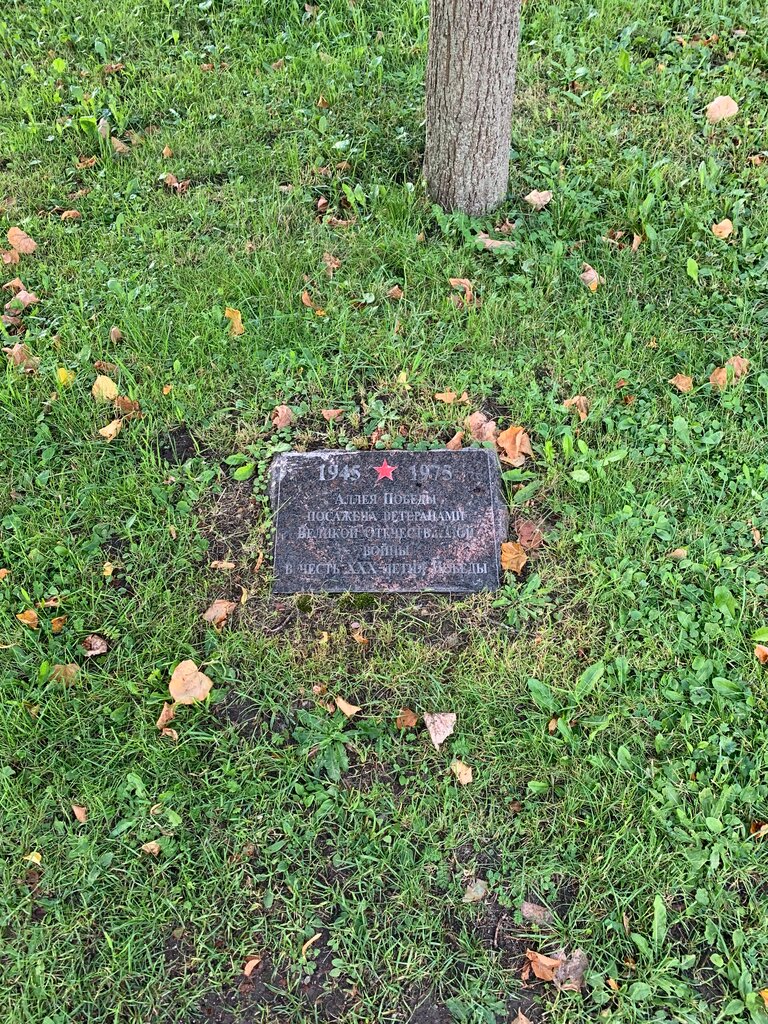 1945 ★ 1975
Аллея Победы
посажена ветеранами
Великой Отечественной
войны
в честь XXX-летия Победы